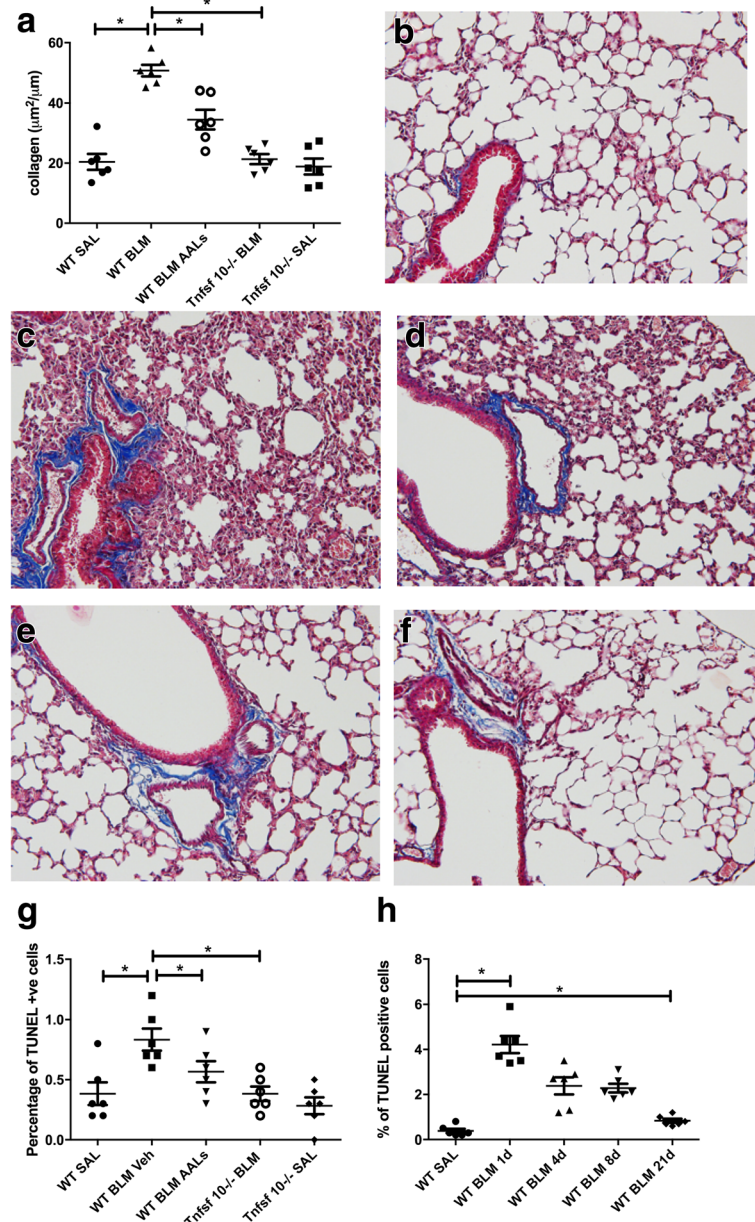 a
* *
*
collagen (μm²/μm)
60
40
20
0
WT SAL
WT BLM
WT BLM AALs
Tnfsf 10-/- BLM
Tnfsf 10-/- SAL
b
c
d
e
f
g
Percentage of TUNEL +ve cells
1.5
1.0
0.5
0.0
* *
*
WT SAL
WT BLM Veh
WT BLM AALs
Tnfsf 10-/- BLM
Tnfsf 10-/- SAL
h
% of TUNEL positive cells
8
6
4
2
0
*
*
WT SAL
WT BLM 1d
WT BLM 4d
WT BLM 8d
WT BLM 21d